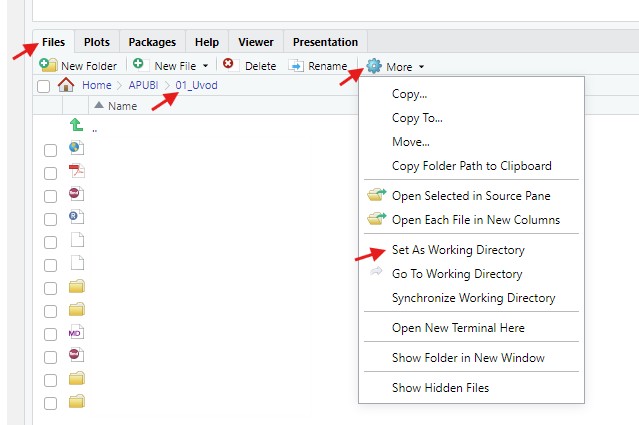 Files Plots Packages Help Viewer Presentation
New Folder New File Delete Rename More
Home APUBI 01_Uvod
Name
..
Copy...
Copy To...
Move...
Copy Folder Path to Clipboard
Open Selected in Source Pane
Open Each File in New Columns
Set As Working Directory
Go To Working Directory
Synchronize Working Directory
Open New Terminal Here
Show Folder in New Window
Show Hidden Files
MD